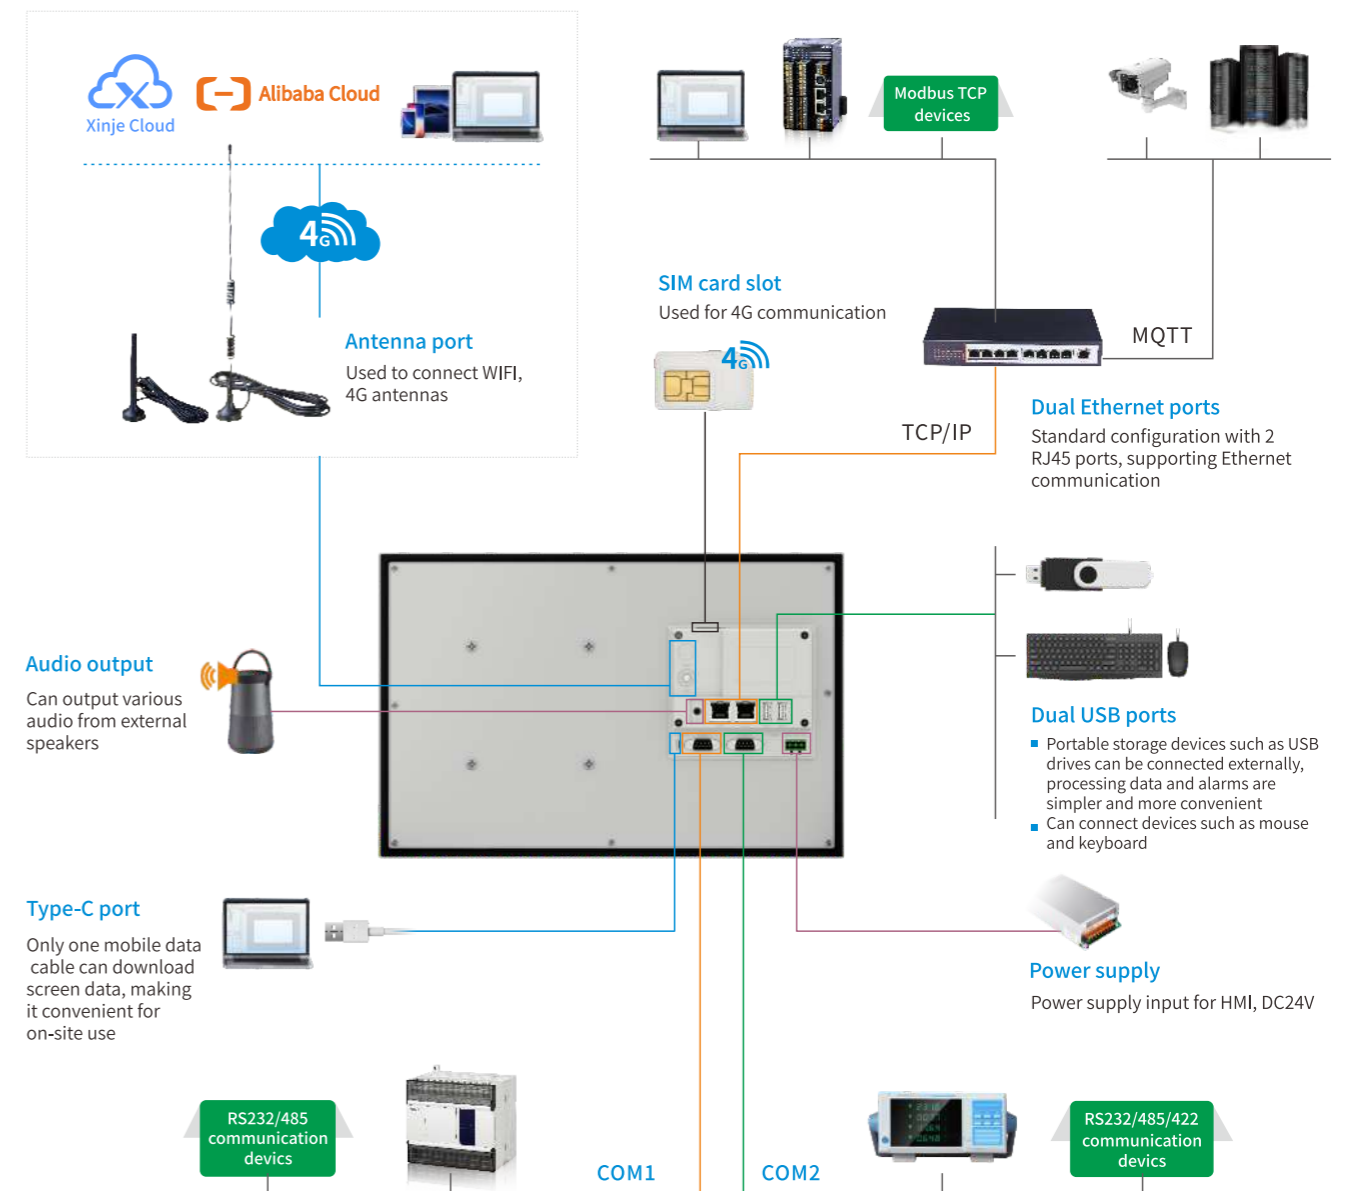 Xinje Cloud
Alibaba Cloud
Modbus TCP
devices
4G
SIM card slot
Used for 4G communication
4G
MQTT
Antenna port
Used to connect WIFI,
4G antennas
TCP/IP
Dual Ethernet ports
Standard configuration with 2
RJ45 ports, supporting Ethernet
communication
Audio output
Can output various
audio from external
speakers
Dual USB ports
Portable storage devices such as USB
drives can be connected externally,
processing data and alarms are
simpler and more convenient
Can connect devices such as mouse
and keyboard
Type-C port
Only one mobile data
cable can download
screen data, making
it convenient for
on-site use
Power supply
Power supply input for HMI, DC24V
RS232/485
communication
devics
COM1
COM2
RS232/485/422
communication
devics